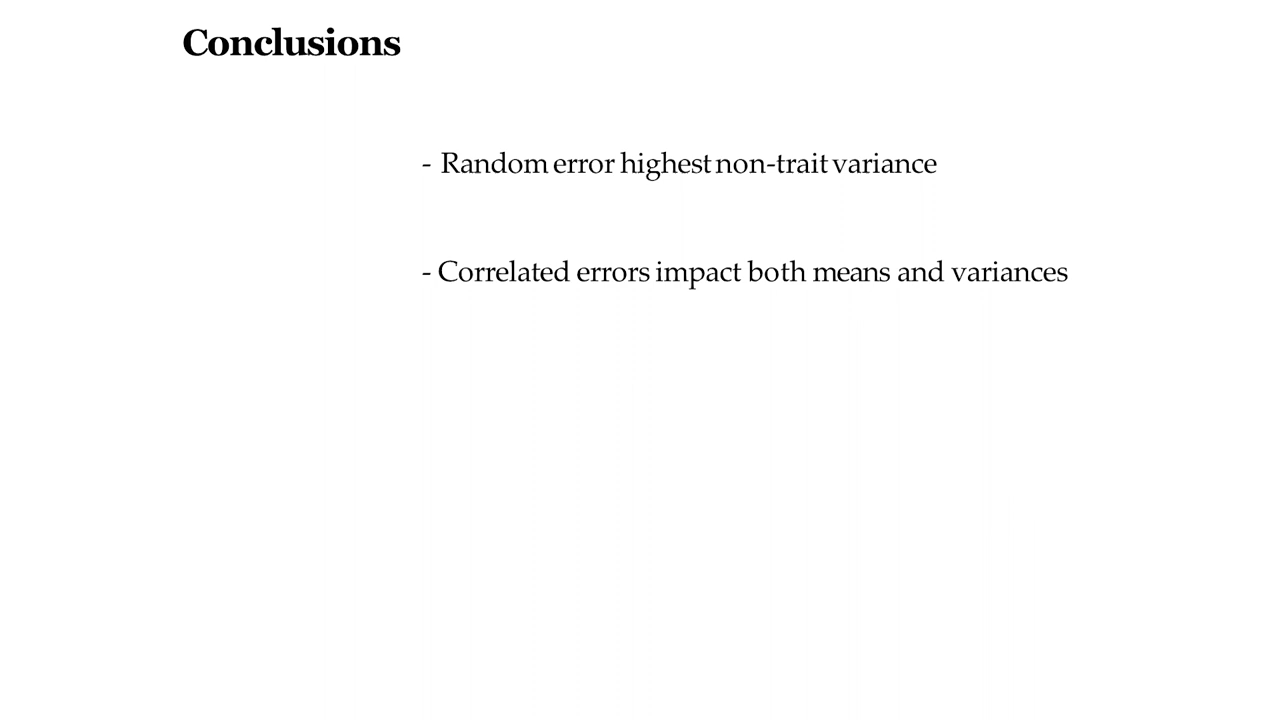 Conclusions
- Random error highest non-trait variance
- Correlated errors impact both means and variances